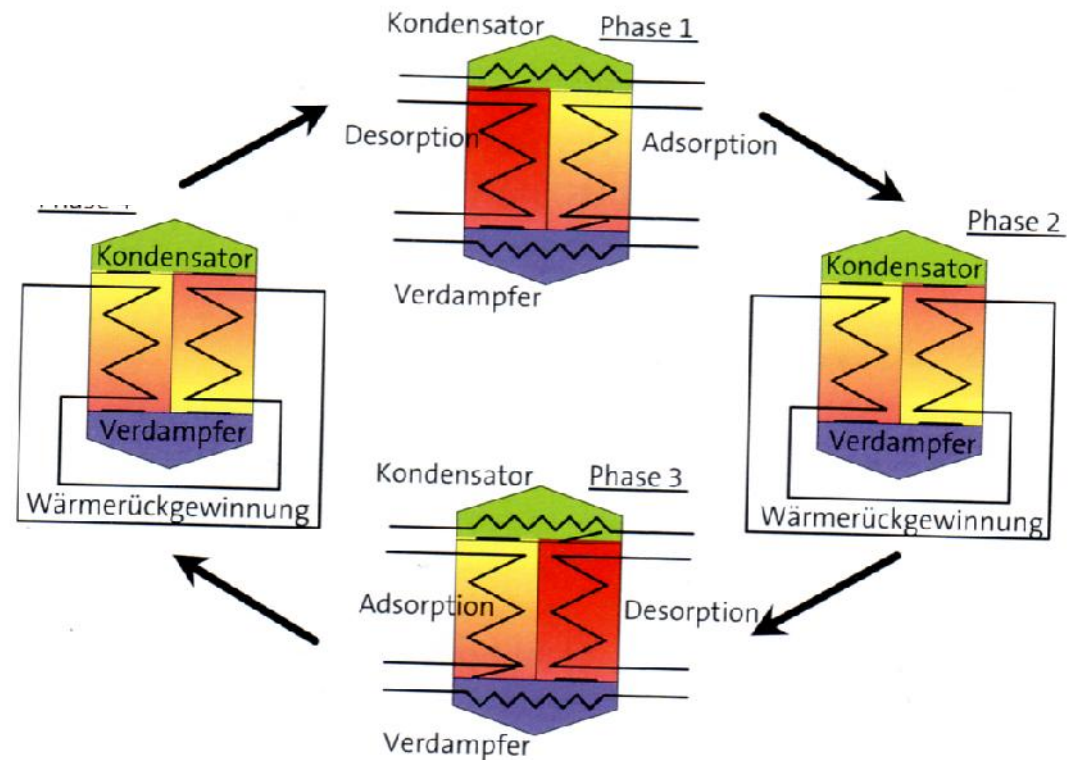 Kondensator
Phase 1
Desorption
Adsorption
Verdampfer
Phase 2
Kondensator
Verdampfer
Wärmerückgewinnung
Kondensator
Phase 3
Adsorption
Desorption
Verdampfer
Kondensator
Verdampfer
Wärmerückgewinnung